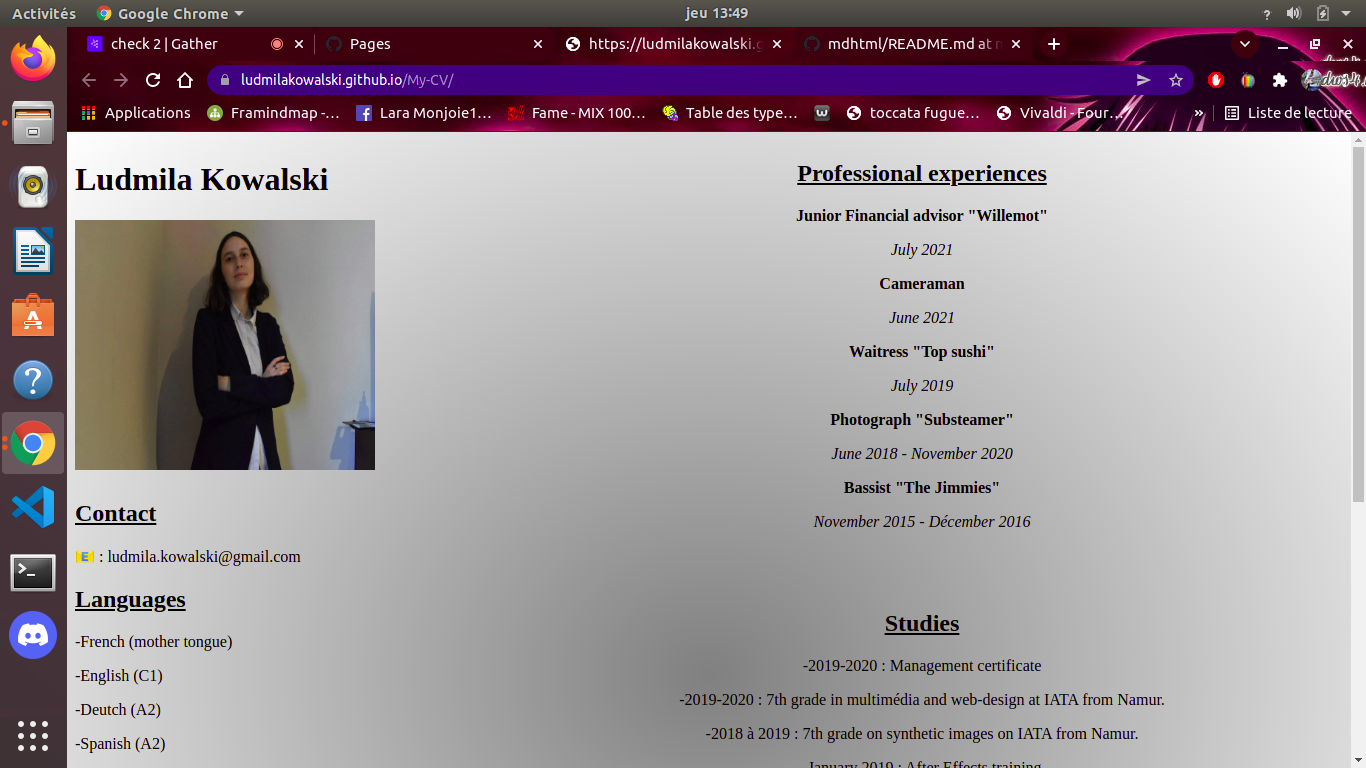 Activités
Google Chrome
jeu 13:49
check 2 | Gather
Pages
https://ludmilakowalski.g
mdhtml/README.md at m
ludmilakowalski.github.io/My-CV/
Applications
Framindmap -…
Lara Monjoie1…
Fame - MIX 100…
Table des type…
toccata fugue…
Vivaldi - Four…
»
Liste de lecture
Ludmila Kowalski
Contact
: ludmila.kowalski@gmail.com
Languages
-French (mother tongue)
-English (C1)
-Deutch (A2)
-Spanish (A2)
Professional experiences
Junior Financial advisor "Willemot"
July 2021
Cameraman
June 2021
Waitress "Top sushi"
July 2019
Photograph "Substeamer"
June 2018 - November 2020
Bassist "The Jimmies"
November 2015 - Décember 2016
Studies
-2019-2020 : Management certificate
-2019-2020 : 7th grade in multimédia and web-design at IATA from Namur.
-2018 à 2019 : 7th grade on synthetic images on IATA from Namur.
January 2019 : After Effects training